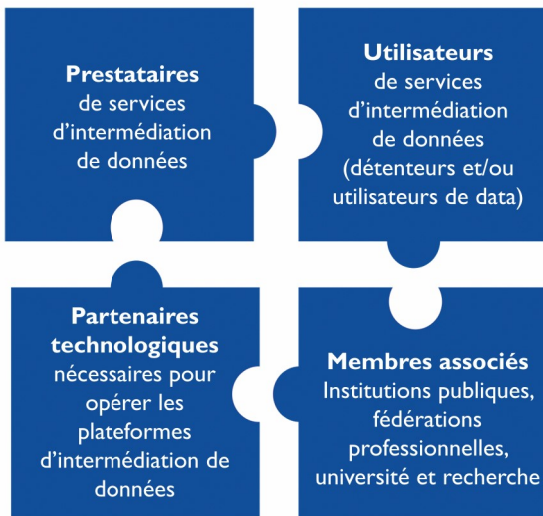 Prestataires
de services
d'intermédiation
de données
Utilisateurs
de services
d'intermédiation
de données
(détenteurs et/ou
utilisateurs de data)
Partenaires
technologiques
nécessaires pour
opérer les
plateformes
d'intermédiation de
données
Membres associés
Institutions publiques,
fédérations
professionnelles,
université et recherche